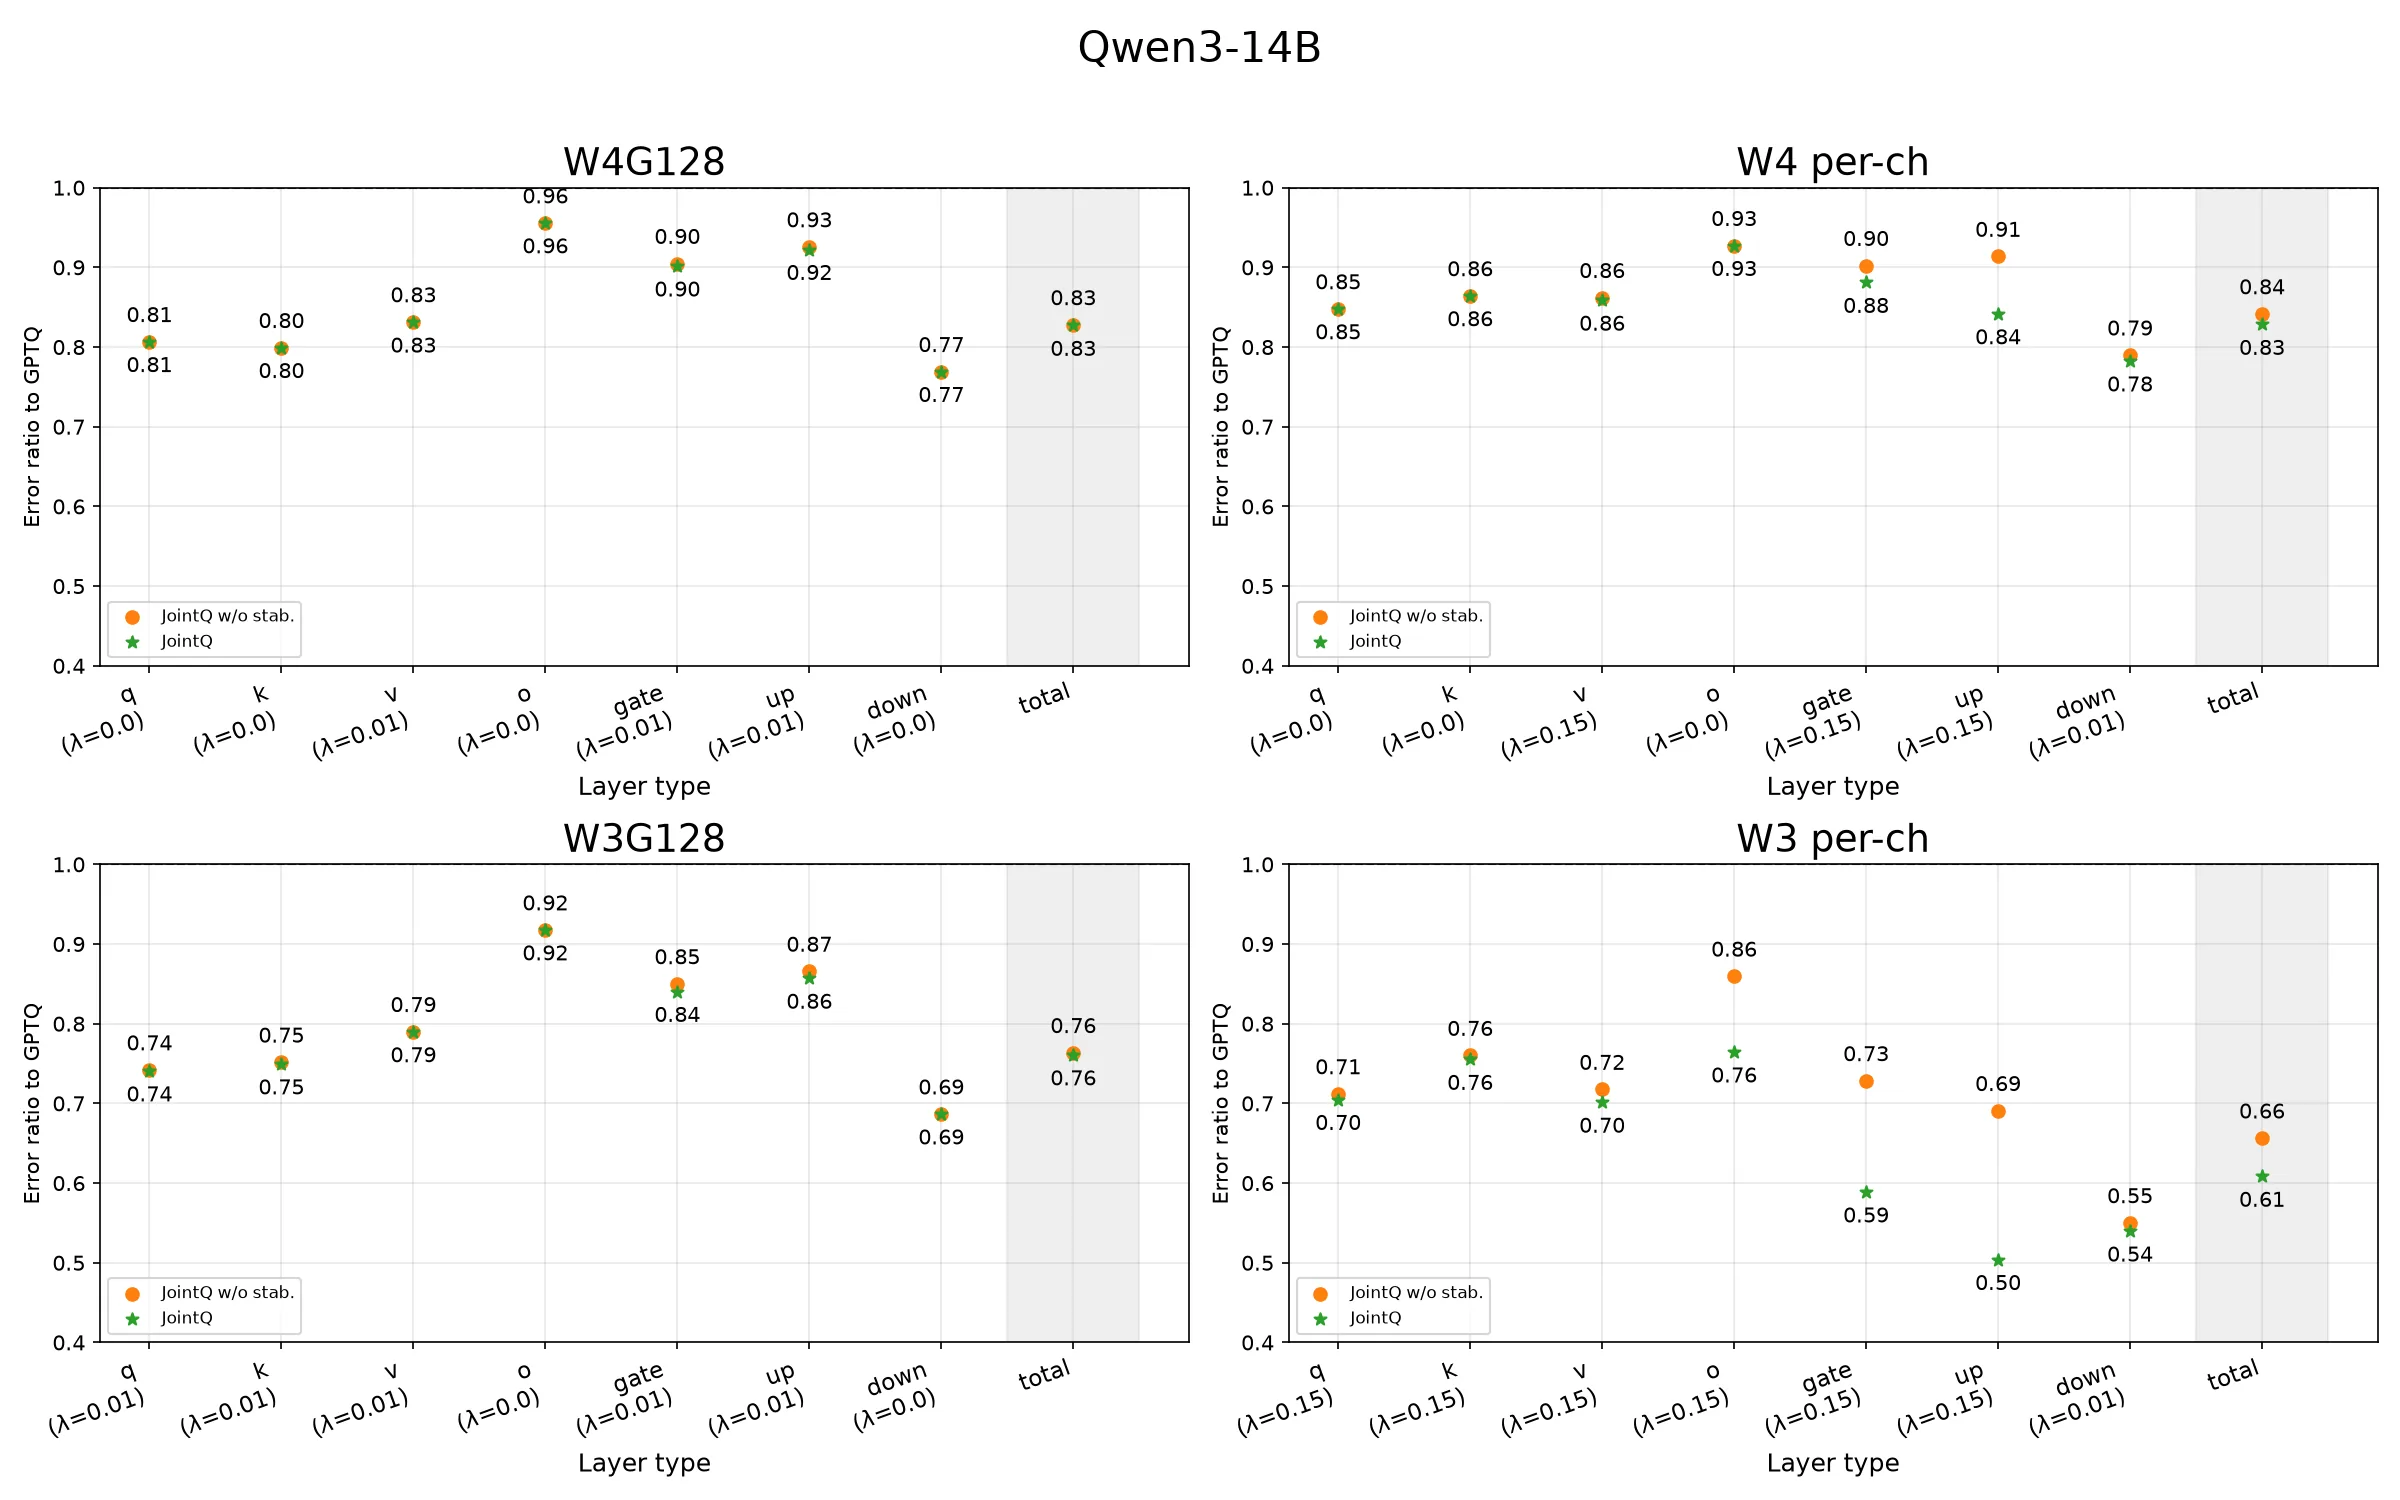 Qwen3-14B
W4G128
Error ratio to GPTQ
1.0
0.9
0.8
0.7
0.6
0.5
0.4
0.81
0.81
0.80
0.80
0.83
0.83
0.96
0.96
0.90
0.90
0.93
0.92
0.77
0.77
0.83
0.83
JointQ w/o stab.
JointQ
q
(λ=0.0)
k
(λ=0.0)
v
(λ=0.01)
o
(λ=0.0)
gate
(λ=0.01)
up
(λ=0.01)
down
(λ=0.0)
total
Layer type
W4 per-ch
Error ratio to GPTQ
1.0
0.9
0.8
0.7
0.6
0.5
0.4
0.85
0.85
0.86
0.86
0.86
0.86
0.93
0.93
0.90
0.88
0.91
0.84
0.79
0.78
0.84
0.83
JointQ w/o stab.
JointQ
q
(λ=0.0)
k
(λ=0.0)
v
(λ=0.15)
o
(λ=0.0)
gate
(λ=0.15)
up
(λ=0.15)
down
(λ=0.01)
total
Layer type
W3G128
Error ratio to GPTQ
1.0
0.9
0.8
0.7
0.6
0.5
0.4
0.74
0.74
0.75
0.75
0.79
0.79
0.92
0.92
0.85
0.84
0.87
0.86
0.69
0.69
0.76
0.76
JointQ w/o stab.
JointQ
q
(λ=0.01)
k
(λ=0.01)
v
(λ=0.01)
o
(λ=0.0)
gate
(λ=0.01)
up
(λ=0.01)
down
(λ=0.0)
total
Layer type
W3 per-ch
Error ratio to GPTQ
1.0
0.9
0.8
0.7
0.6
0.5
0.4
0.71
0.70
0.76
0.76
0.72
0.70
0.86
0.76
0.73
0.59
0.69
0.50
0.55
0.54
0.66
0.61
JointQ w/o stab.
JointQ
q
(λ=0.15)
k
(λ=0.15)
v
(λ=0.15)
o
(λ=0.15)
gate
(λ=0.15)
up
(λ=0.15)
down
(λ=0.01)
total
Layer type